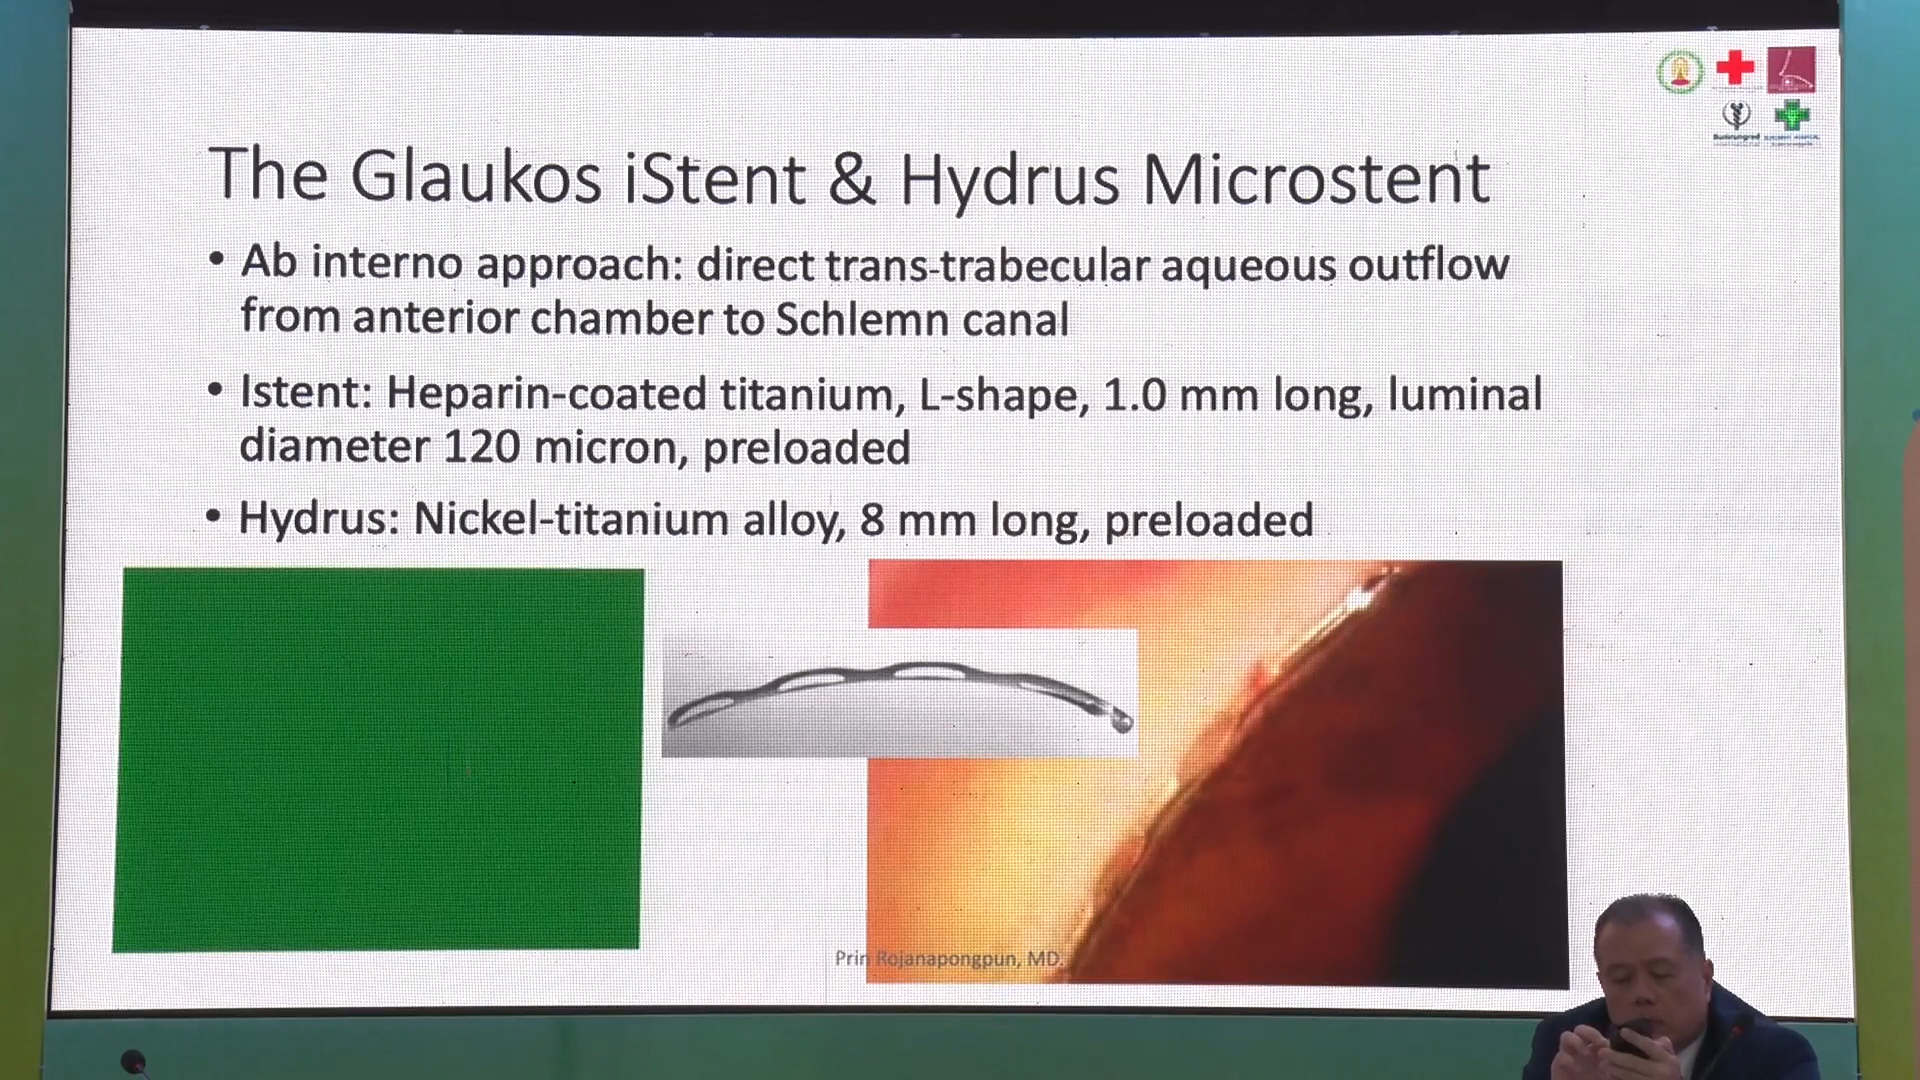 The Glaukos iStent & Hydrus Microstent
• Ab interno approach: direct trans-trabecular aqueous outflow
from anterior chamber to Schlemn canal
• Istent: Heparin-coated titanium, L-shape, 1.0 mm long, luminal
diameter 120 micron, preloaded
• Hydrus: Nickel-titanium alloy, 8 mm long, preloaded
Prin Rojanapongpun, MD.